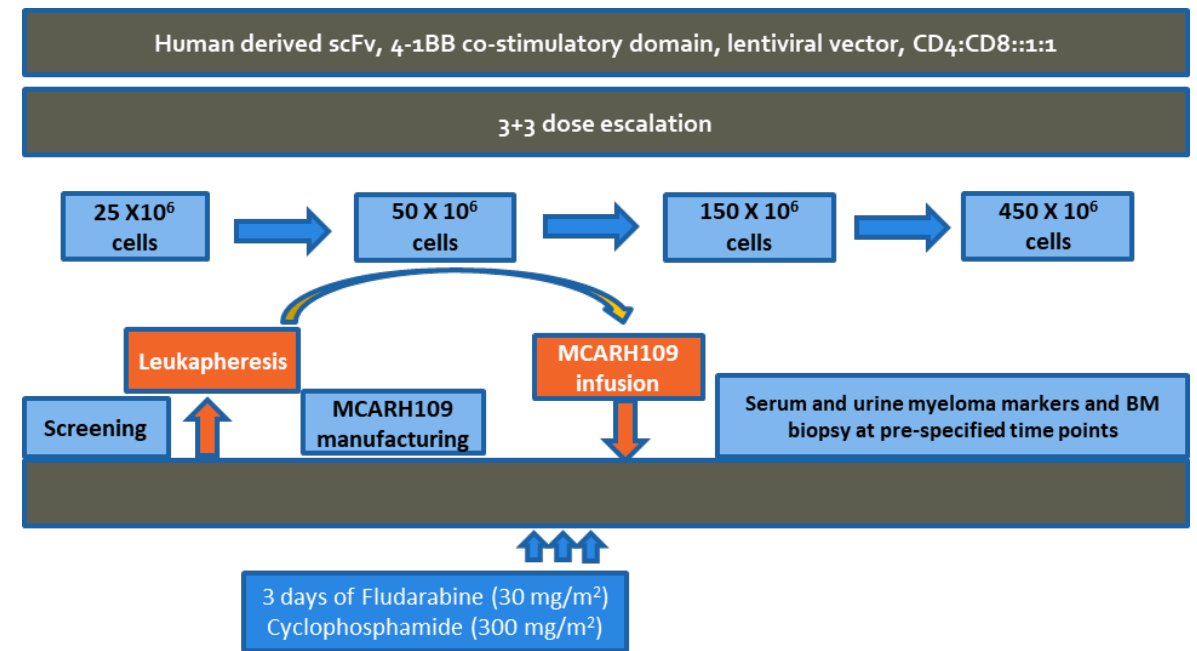 Human derived scFv, 4-1BB co-stimulatory domain, lentiviral vector, CD4:CD8::1:1
3+3 dose escalation
25 X10⁶
cells
50 X 10⁶
cells
150 X 10⁶
cells
450 X 10⁶
cells
Leukapheresis
MCARH109
infusion
Screening
MCARH109
manufacturing
Serum and urine myeloma markers and BM
biopsy at pre-specified time points
3 days of Fludarabine (30 mg/m²)
Cyclophosphamide (300 mg/m²)